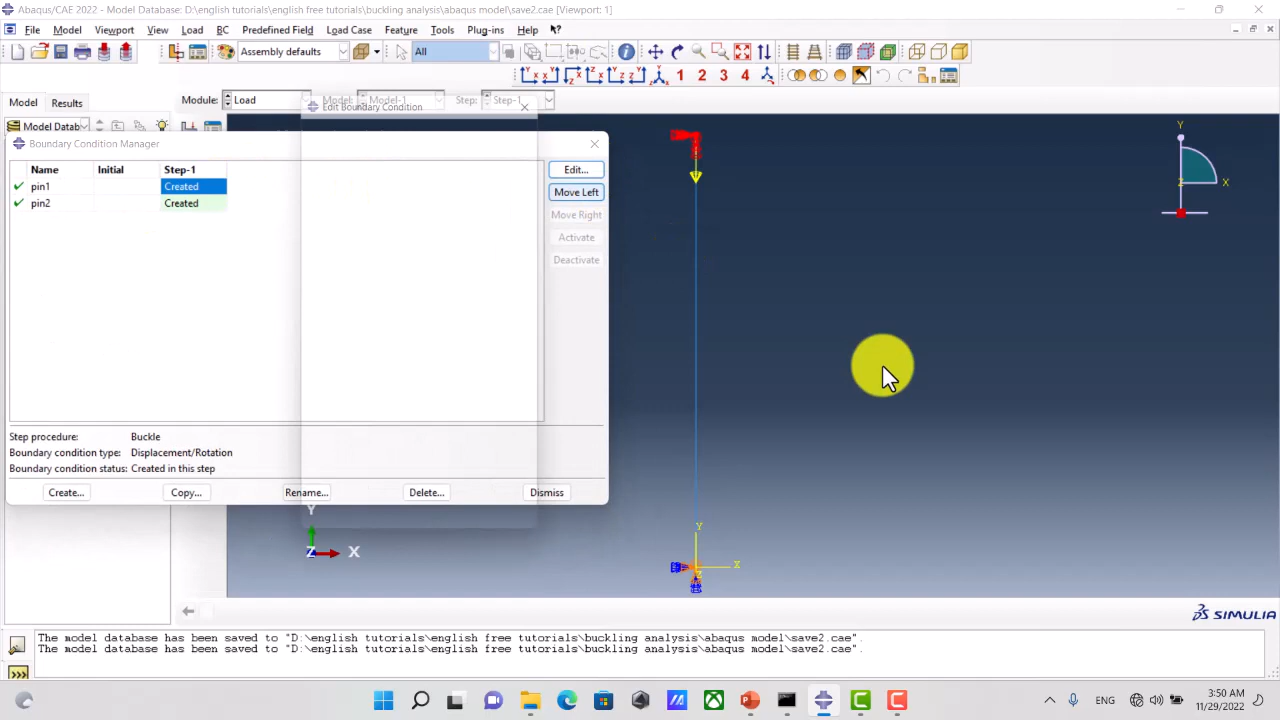 Abaqus/CAE 2022 - Model Database: D:\english tutorials\english free tutorials\buckling analysis\abaqus model\save2.cae [Viewport: 1]
File Model Viewport View Load BC Predefined Field Load Case Feature Tools Plug-ins Help
Assembly defaults All
1 2 3 4
Model Results Module: Load Model: Model-1 Step: Step-1
Model Datab
Edit Boundary Condition
Boundary Condition Manager
Name Initial Step-1
pin1 Created
pin2 Created
Edit...
Move Left
Move Right
Activate
Deactivate
Step procedure: Buckle
Boundary condition type: Displacement/Rotation
Boundary condition status: Created in this step
Create... Copy... Rename... Delete... Dismiss
Y
Z X
Y
X
Y
Z X
SIMULIA
The model database has been saved to "D:\english tutorials\english free tutorials\buckling analysis\abaqus model\save2.cae".
The model database has been saved to "D:\english tutorials\english free tutorials\buckling analysis\abaqus model\save2.cae".
ENG
3:50 AM
11/29/2022